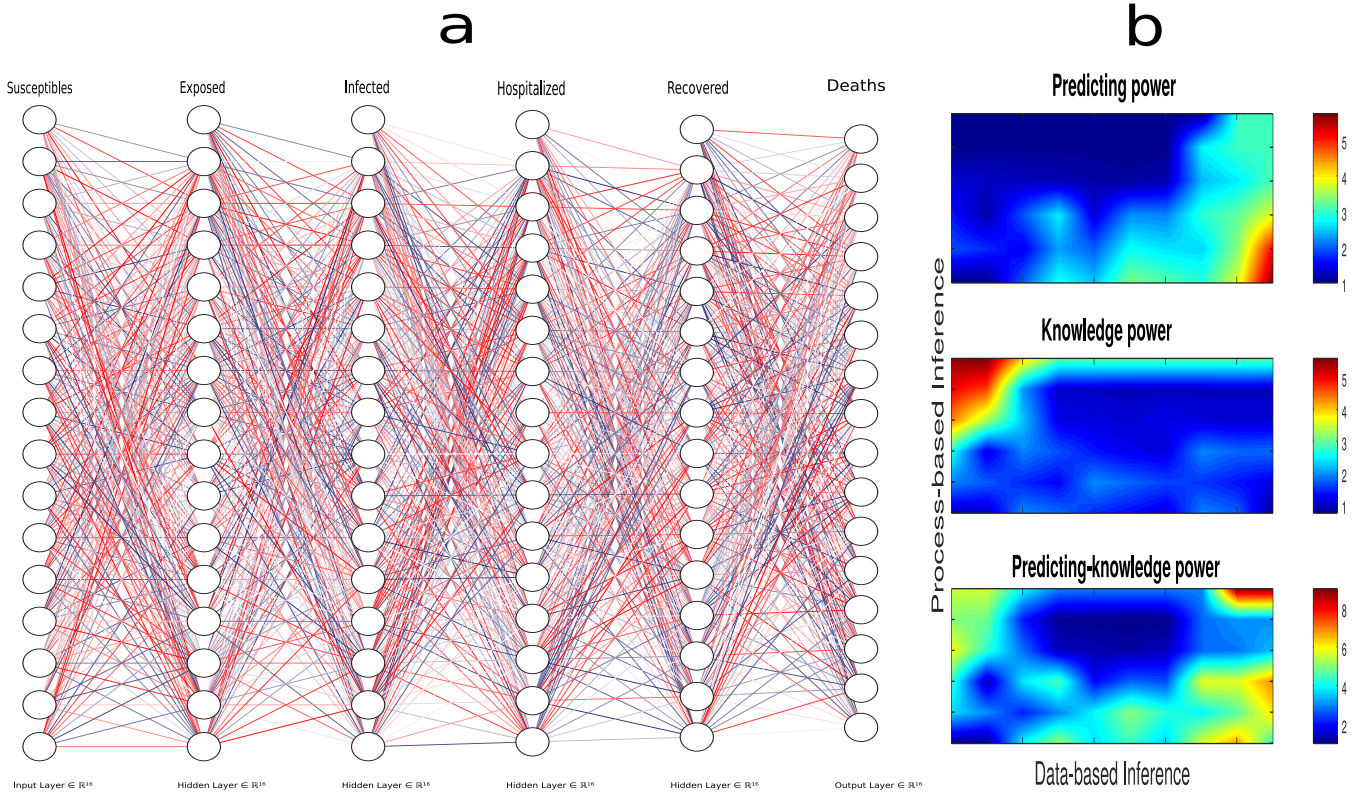 a
b
Susceptibles
Exposed
Infected
Hospitalized
Recovered
Deaths
Input Layer ∈ ℝ¹⁶
Hidden Layer ∈ ℝ¹⁶
Hidden Layer ∈ ℝ¹⁶
Hidden Layer ∈ ℝ¹⁶
Hidden Layer ∈ ℝ¹⁶
Output Layer ∈ ℝ¹⁶
Process-based Inference
Predicting power
5
4
3
2
1
Knowledge power
5
4
3
2
1
Predicting-knowledge power
8
6
4
2
Data-based Inference